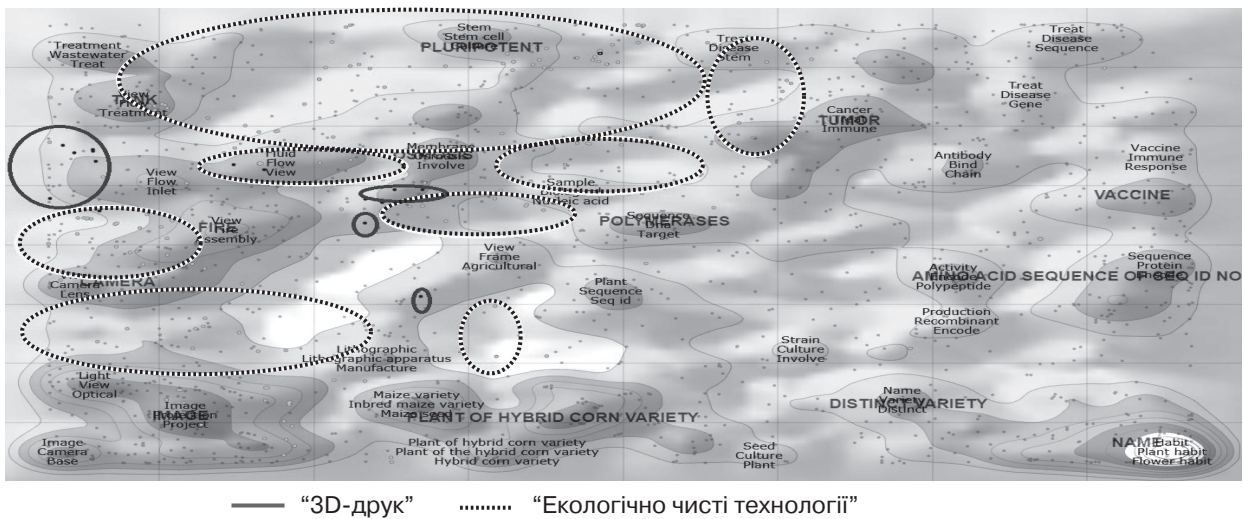 Treatment
Wastewater
Treat
Stem
Stem cell
Culture
PLURIPOTENT
Treat
Disease
Stem
Treat
Disease
Sequence
View
TANK
Treatment
Treat
Disease
Gene
Cancer
TUMOR
Immune
Fluid
Flow
View
Membrane
OSMOSIS
Involve
View
Flow
Inlet
Antibody
Bind
Chain
Vaccine
Immune
Response
VACCINE
Sample
Nucleic acid
View
FIRE
Assembly
Sequence
POLYMERASES
Target
View
Frame
Agricultural
Camera
CAMERA
Lens
Plant
Sequence
Seq id
Activity
AMINO ACID SEQUENCE OF SEQ ID NO
Polypeptide
Sequence
Protein
Production
Recombinant
Encode
Lithographic
Lithographic apparatus
Manufacture
Strain
Culture
Involve
Light
View
Optical
Image
IMAGE
Project
Maize variety
Inbred maize variety
Maize seed
PLANT OF HYBRID CORN VARIETY
Name
Variety
DISTINCT VARIETY
Distinct
Image
Camera
Base
Plant of hybrid corn variety
Plant of the hybrid corn variety
Hybrid corn variety
Seed
Culture
Plant
NAME
Habit
Plant habit
Flower habit
“3D-друк” “Екологічно чисті технології”